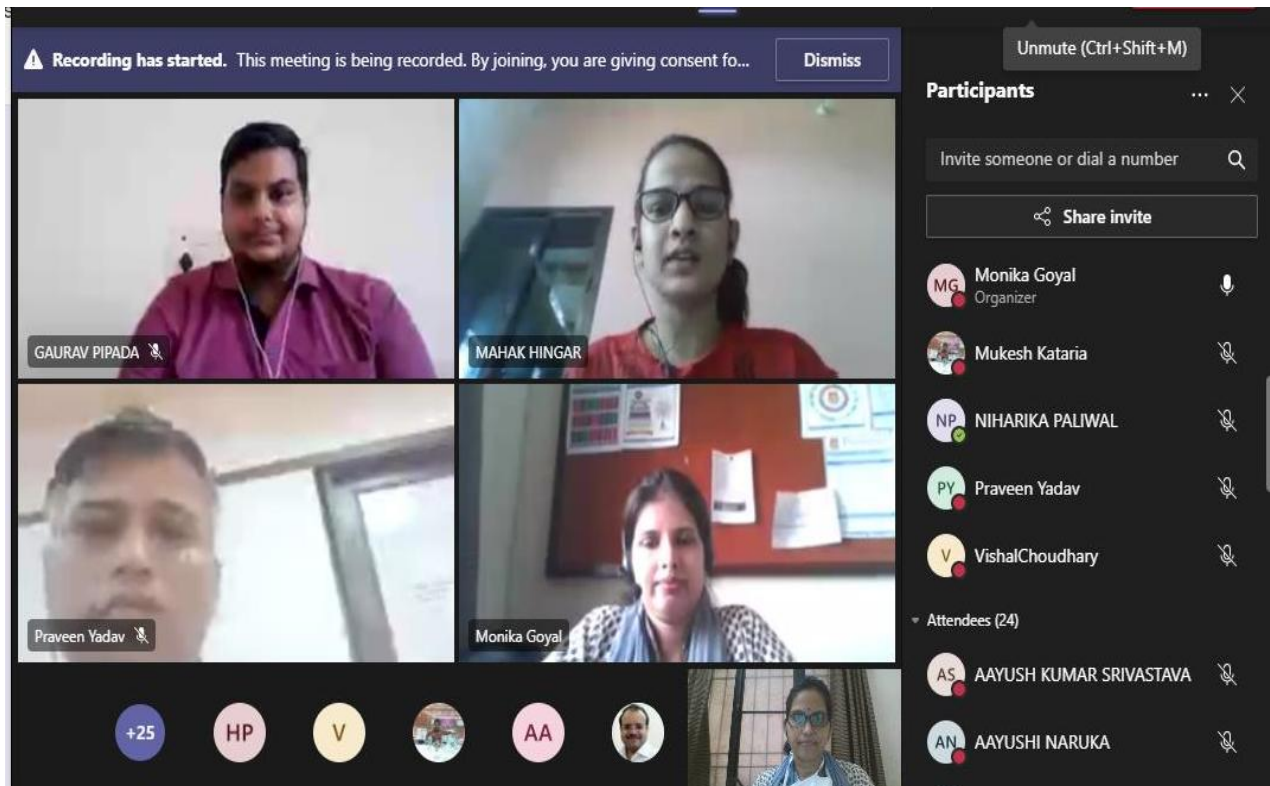 Recording has started. This meeting is being recorded. By joining, you are giving consent fo...
Dismiss
Unmute (Ctrl+Shift+M)
GAURAV PIPADA
MAHAK HINGAR
Praveen Yadav
Monika Goyal
+25
HP
V
AA
Participants
Invite someone or dial a number
Share invite
MG
Monika Goyal
Organizer
Mukesh Kataria
NP
NIHARIKA PALIWAL
PY
Praveen Yadav
V
VishalChoudhary
Attendees (24)
AS
AAYUSH KUMAR SRIVASTAVA
AN
AAYUSHI NARUKA